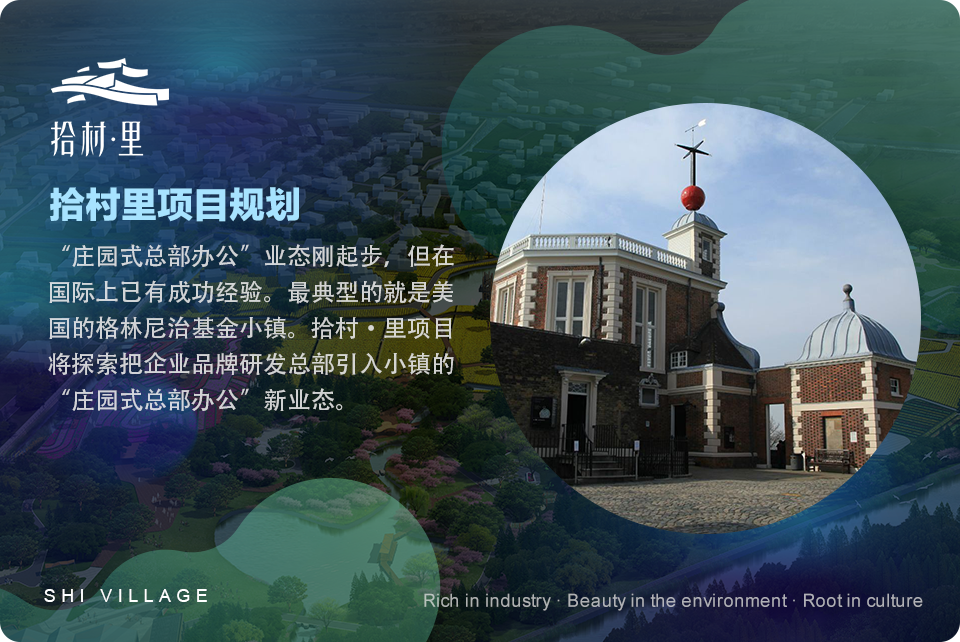 拾村·里
拾村里项目规划
“庄园式总部办公”业态刚起步，但在
国际上已有成功经验。最典型的就是美
国的格林尼治基金小镇。拾村·里项目
将探索把企业品牌研发总部引入小镇的
“庄园式总部办公”新业态。
SHI VILLAGE
Rich in industry · Beauty in the environment · Root in culture